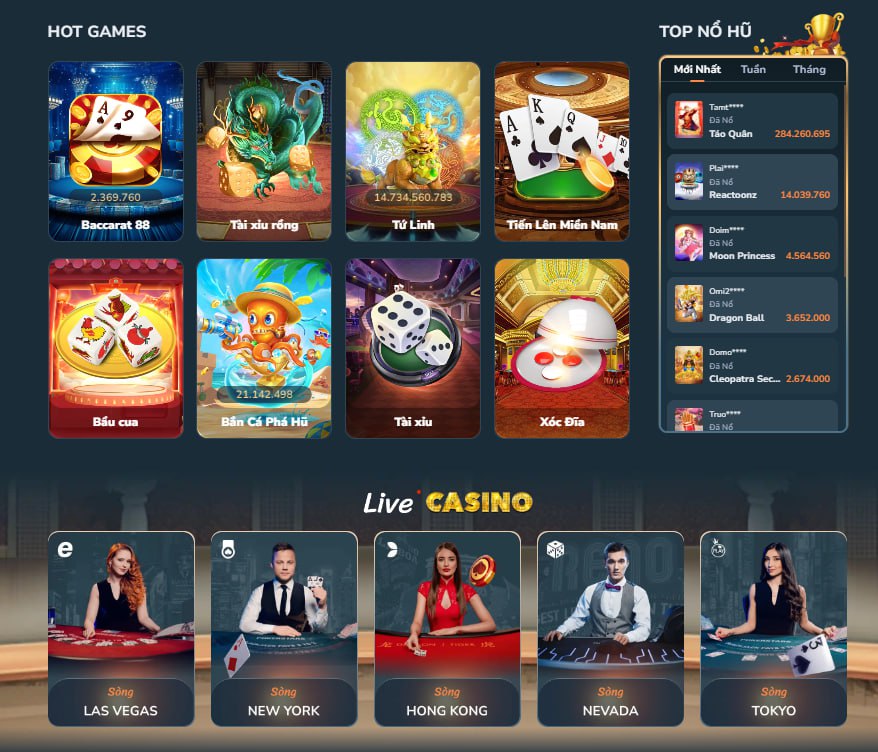 HOT GAMES
2.369.760
Baccarat 88
Tài xỉu rồng
14.734.560.783
Tứ Linh
Tiến Lên Miền Nam
Bầu cua
21.142.498
Bắn Cá Phá Hũ
Tài xỉu
Xóc Đĩa
TOP NỔ HŨ
Mới Nhất Tuần Tháng
Tamt****
Đã Nổ
Táo Quân 284.260.695
Plai****
Đã Nổ
Reactoonz 14.039.760
Doim****
Đã Nổ
Moon Princess 4.564.560
Omi2****
Đã Nổ
Dragon Ball 3.652.000
Domo****
Đã Nổ
Cleopatra Sec... 2.674.000
Truo****
Đã Nổ
Live CASINO
Sòng
LAS VEGAS
Sòng
NEW YORK
Sòng
HONG KONG
Sòng
NEVADA
Sòng
TOKYO